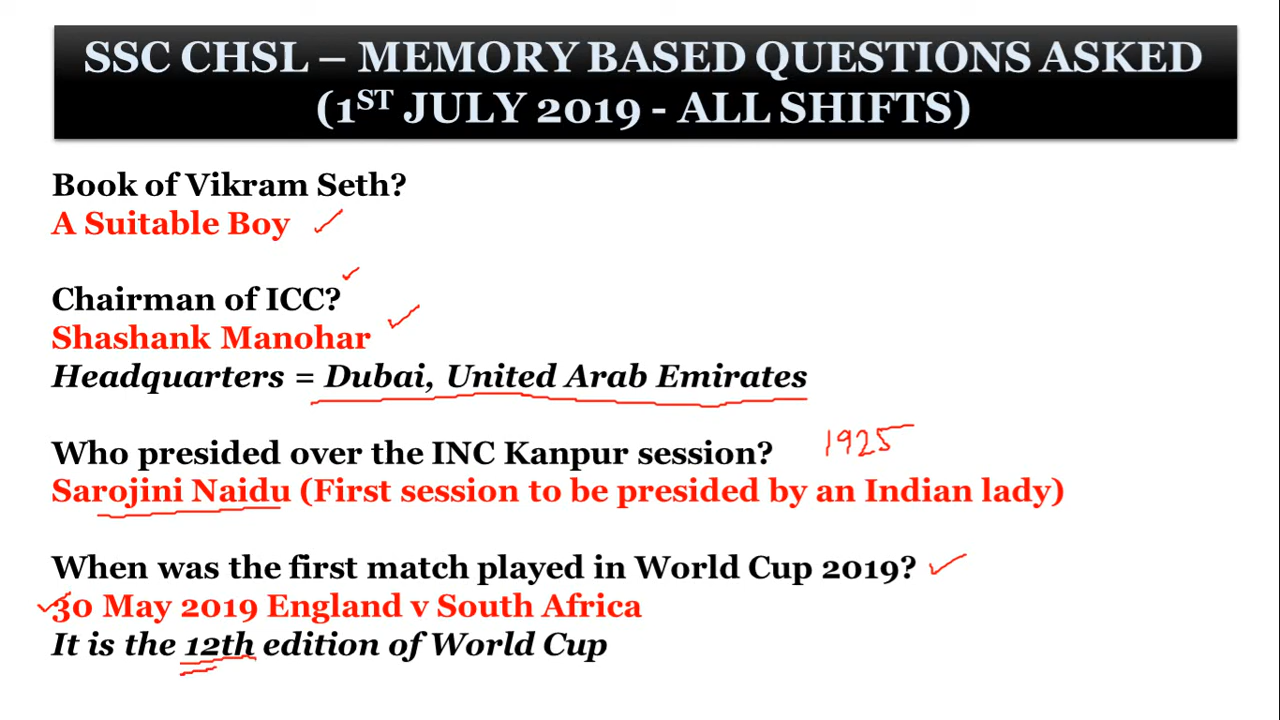 SSC CHSL – MEMORY BASED QUESTIONS ASKED
(1ST JULY 2019 - ALL SHIFTS)
Book of Vikram Seth?
A Suitable Boy
Chairman of ICC?
Shashank Manohar
Headquarters = Dubai, United Arab Emirates
Who presided over the INC Kanpur session? 1925
Sarojini Naidu (First session to be presided by an Indian lady)
When was the first match played in World Cup 2019?
30 May 2019 England v South Africa
It is the 12th edition of World Cup